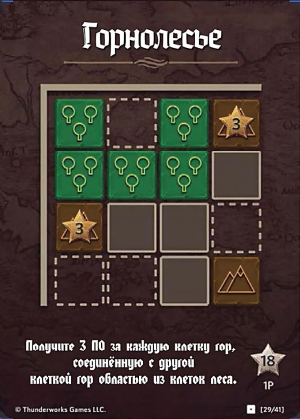 Горнолесье
3
3
Получите 3 ПО за каждую клетку гор,
соединённую с другой
клеткой гор областью из клеток леса.
18
1P
© Thunderworks Games LLC.
[29/41]